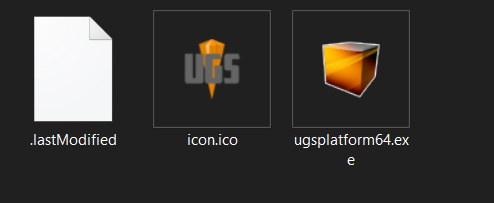 UGS
.lastModified
icon.ico
ugsplatform64.ex
e